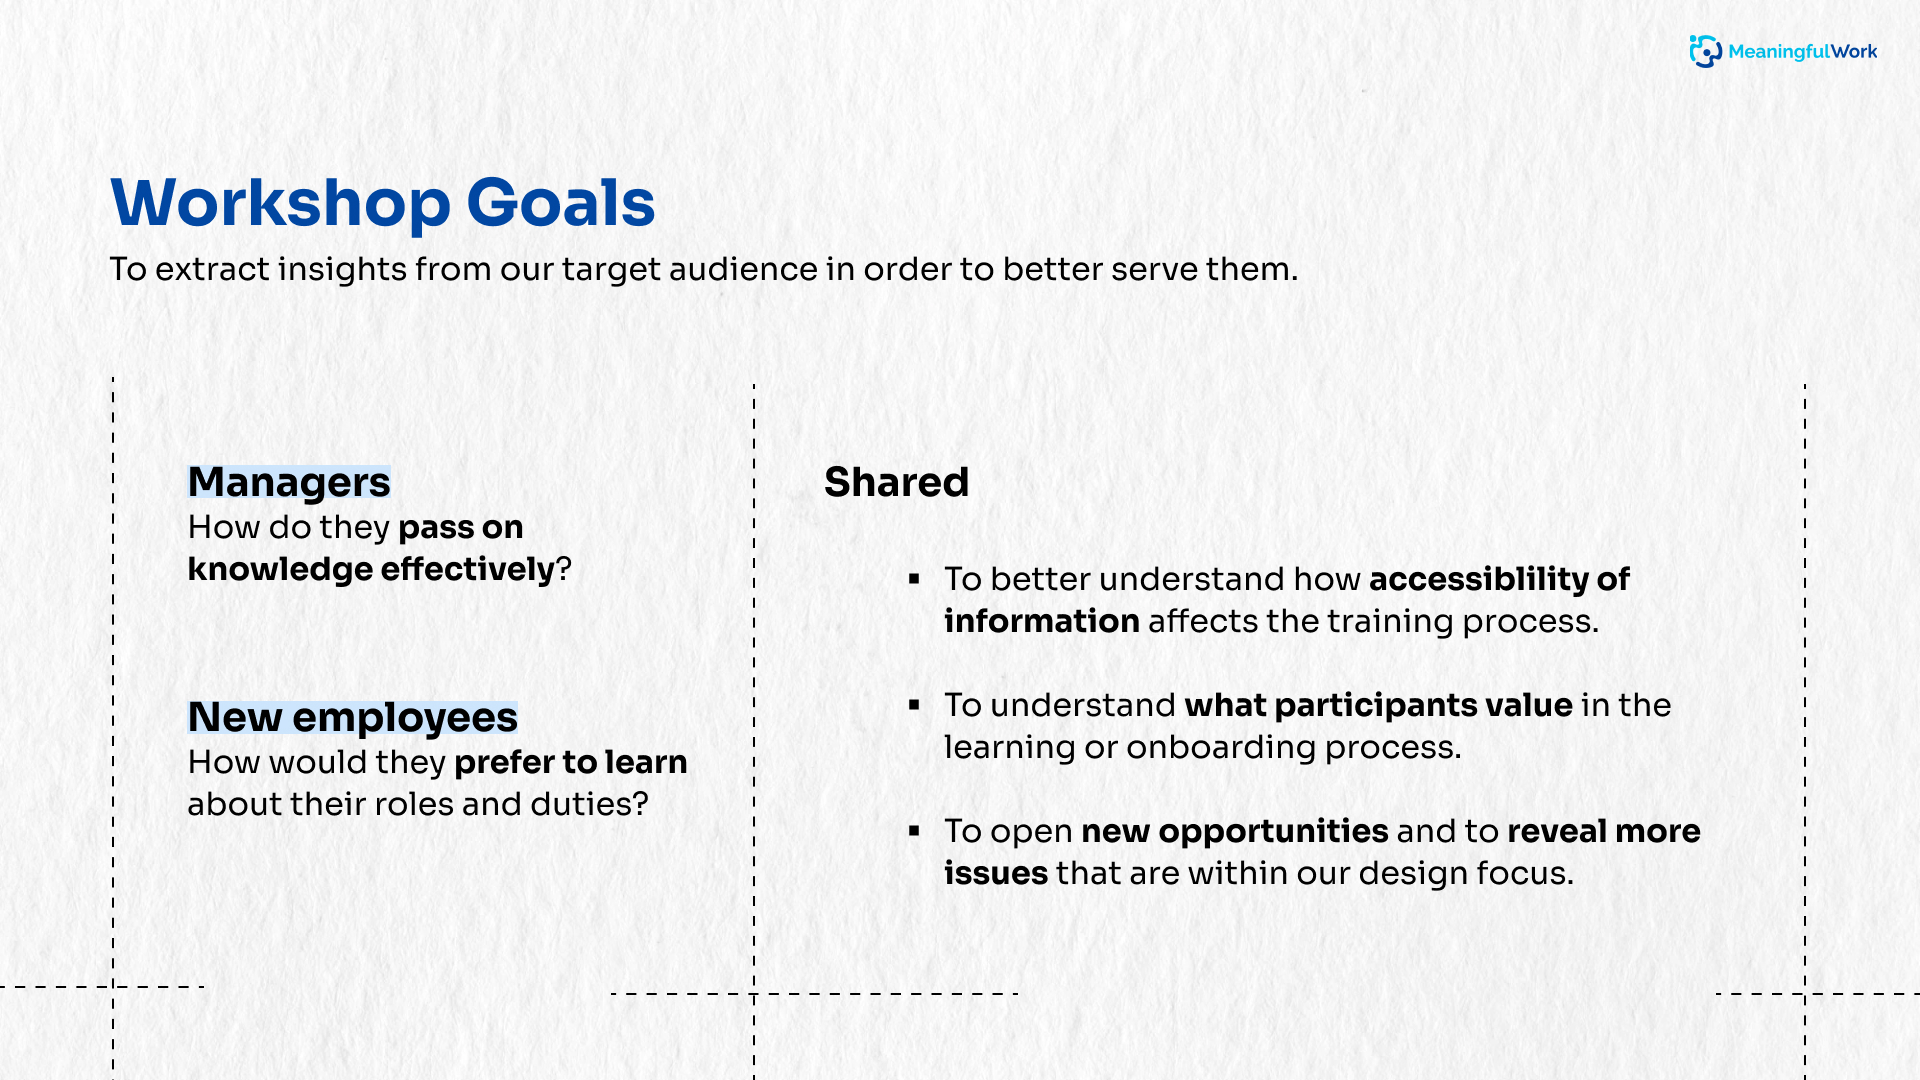 MeaningfulWork
Workshop Goals
To extract insights from our target audience in order to better serve them.
Managers
How do they pass on
knowledge effectively?
New employees
How would they prefer to learn
about their roles and duties?
Shared
▪ To better understand how accessiblility of
information affects the training process.
▪ To understand what participants value in the
learning or onboarding process.
▪ To open new opportunities and to reveal more
issues that are within our design focus.